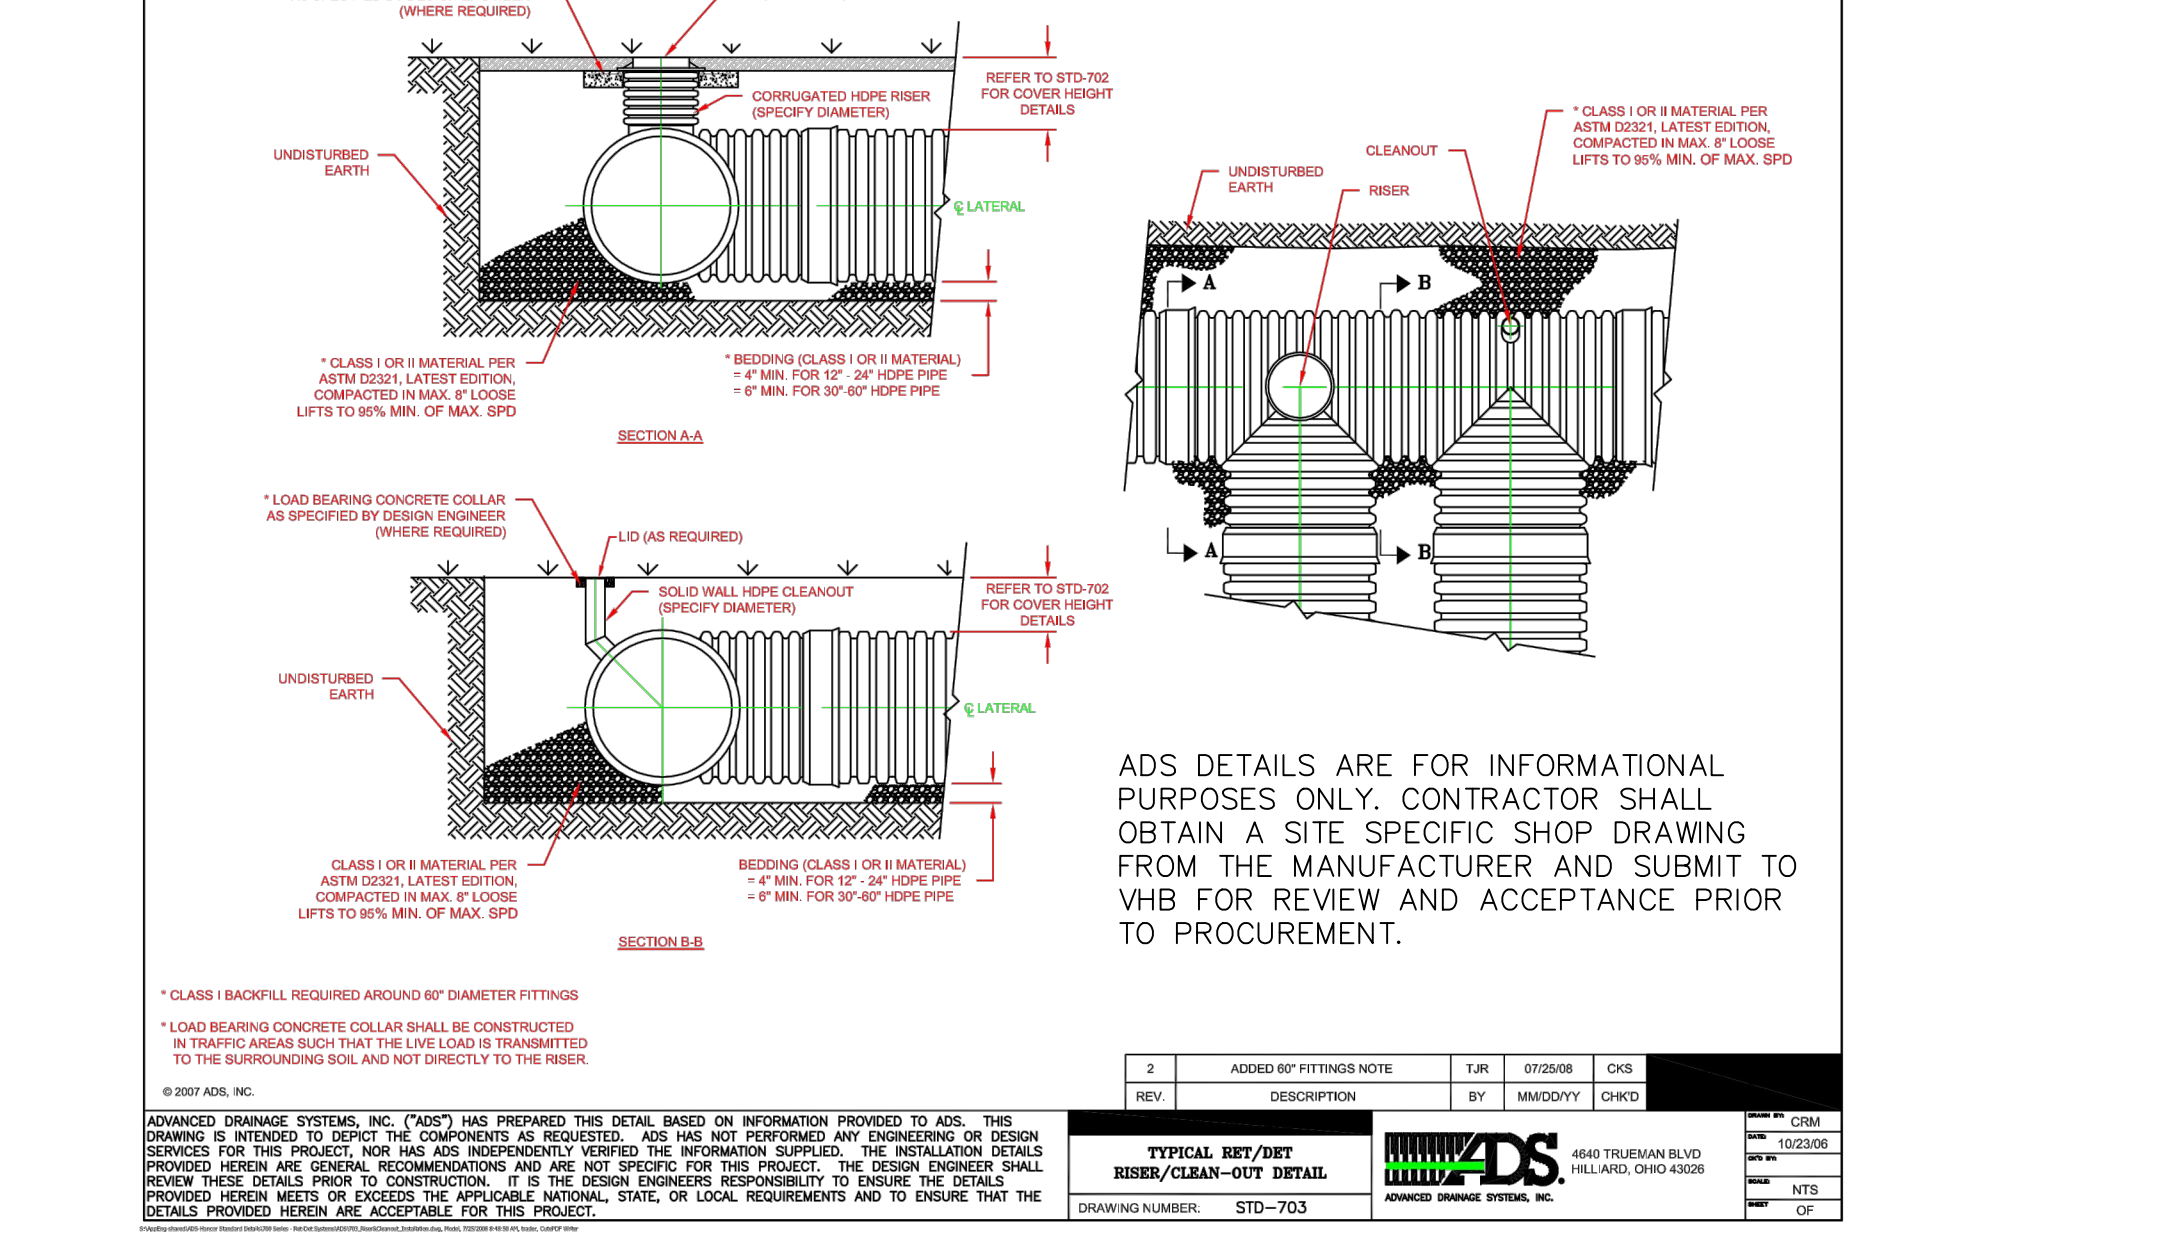 (WHERE REQUIRED)
REFER TO STD-702
FOR COVER HEIGHT
DETAILS
CORRUGATED HDPE RISER
(SPECIFY DIAMETER)
UNDISTURBED
EARTH
℄ LATERAL
* CLASS I OR II MATERIAL PER
ASTM D2321, LATEST EDITION,
COMPACTED IN MAX. 8" LOOSE
LIFTS TO 95% MIN. OF MAX. SPD
* BEDDING (CLASS I OR II MATERIAL)
= 4" MIN. FOR 12" - 24" HDPE PIPE
= 6" MIN. FOR 30"-60" HDPE PIPE
SECTION A-A
* CLASS I OR II MATERIAL PER
ASTM D2321, LATEST EDITION,
COMPACTED IN MAX. 8" LOOSE
LIFTS TO 95% MIN. OF MAX. SPD
CLEANOUT
UNDISTURBED
EARTH
RISER
A
B
A
B
* LOAD BEARING CONCRETE COLLAR
AS SPECIFIED BY DESIGN ENGINEER
(WHERE REQUIRED)
LID (AS REQUIRED)
SOLID WALL HDPE CLEANOUT
(SPECIFY DIAMETER)
REFER TO STD-702
FOR COVER HEIGHT
DETAILS
UNDISTURBED
EARTH
℄ LATERAL
CLASS I OR II MATERIAL PER
ASTM D2321, LATEST EDITION,
COMPACTED IN MAX. 8" LOOSE
LIFTS TO 95% MIN. OF MAX. SPD
BEDDING (CLASS I OR II MATERIAL)
= 4" MIN. FOR 12" - 24" HDPE PIPE
= 6" MIN. FOR 30"-60" HDPE PIPE
SECTION B-B
ADS DETAILS ARE FOR INFORMATIONAL
PURPOSES ONLY. CONTRACTOR SHALL
OBTAIN A SITE SPECIFIC SHOP DRAWING
FROM THE MANUFACTURER AND SUBMIT TO
VHB FOR REVIEW AND ACCEPTANCE PRIOR
TO PROCUREMENT.
* CLASS I BACKFILL REQUIRED AROUND 60" DIAMETER FITTINGS
* LOAD BEARING CONCRETE COLLAR SHALL BE CONSTRUCTED
IN TRAFFIC AREAS SUCH THAT THE LIVE LOAD IS TRANSMITTED
TO THE SURROUNDING SOIL AND NOT DIRECTLY TO THE RISER.
© 2007 ADS, INC.
2 ADDED 60" FITTINGS NOTE TJR 07/25/08 CKS
REV. DESCRIPTION BY MM/DD/YY CHK'D
ADVANCED DRAINAGE SYSTEMS, INC. ("ADS") HAS PREPARED THIS DETAIL BASED ON INFORMATION PROVIDED TO ADS. THIS
DRAWING IS INTENDED TO DEPICT THE COMPONENTS AS REQUESTED. ADS HAS NOT PERFORMED ANY ENGINEERING OR DESIGN
SERVICES FOR THIS PROJECT, NOR HAS ADS INDEPENDENTLY VERIFIED THE INFORMATION SUPPLIED. THE INSTALLATION DETAILS
PROVIDED HEREIN ARE GENERAL RECOMMENDATIONS AND ARE NOT SPECIFIC FOR THIS PROJECT. THE DESIGN ENGINEER SHALL
REVIEW THESE DETAILS PRIOR TO CONSTRUCTION. IT IS THE DESIGN ENGINEERS RESPONSIBILITY TO ENSURE THE DETAILS
PROVIDED HEREIN MEETS OR EXCEEDS THE APPLICABLE NATIONAL, STATE, OR LOCAL REQUIREMENTS AND TO ENSURE THAT THE
DETAILS PROVIDED HEREIN ARE ACCEPTABLE FOR THIS PROJECT.
TYPICAL RET/DET
RISER/CLEAN-OUT DETAIL
DRAWING NUMBER: STD-703
ADS.
ADVANCED DRAINAGE SYSTEMS, INC.
4640 TRUEMAN BLVD
HILLIARD, OHIO 43026
DRAWN BY: CRM
DATE: 10/23/06
CK'D BY:
SCALE: NTS
SHEET OF